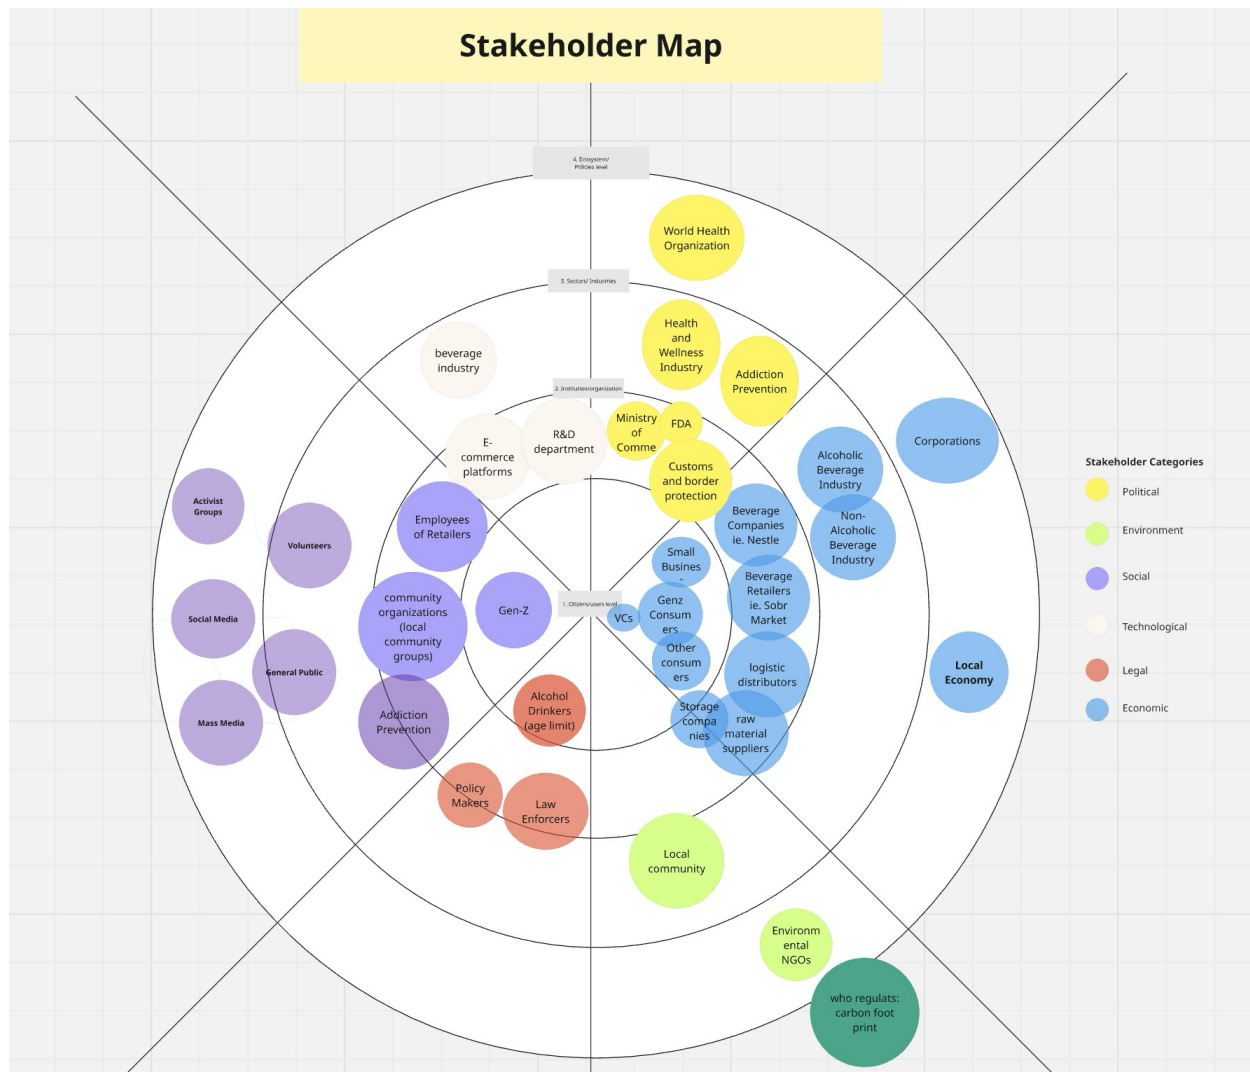 Stakeholder Map
4. Ecosystem/
Policies level
World Health
Organization
3. Sectors/ Industries
Health
and
Wellness
Industry
beverage
industry
Addiction
Prevention
2. Institution/organization
Ministry
of
Comme
FDA
R&D
department
E-
commerce
platforms
Customs
and border
protection
Corporations
Alcoholic
Beverage
Industry
Non-
Alcoholic
Beverage
Industry
Stakeholder Categories
Political
Environment
Social
Technological
Legal
Economic
Activist
Groups
Volunteers
Employees
of Retailers
Beverage
Companies
ie. Nestle
Small
Busines
-
Beverage
Retailers
ie. Sobr
Market
Social Media
community
organizations
(local
community
groups)
Gen-Z
1. Citizens/users level
VCs
Genz
Consum
ers
Other
consum
ers
General Public
Mass Media
Addiction
Prevention
Alcohol
Drinkers
(age limit)
logistic
distributors
Local
Economy
Storage
compa
nies
raw
material
suppliers
Policy
Makers
Law
Enforcers
Local
community
Environm
ental
NGOs
who regulats:
carbon foot
print